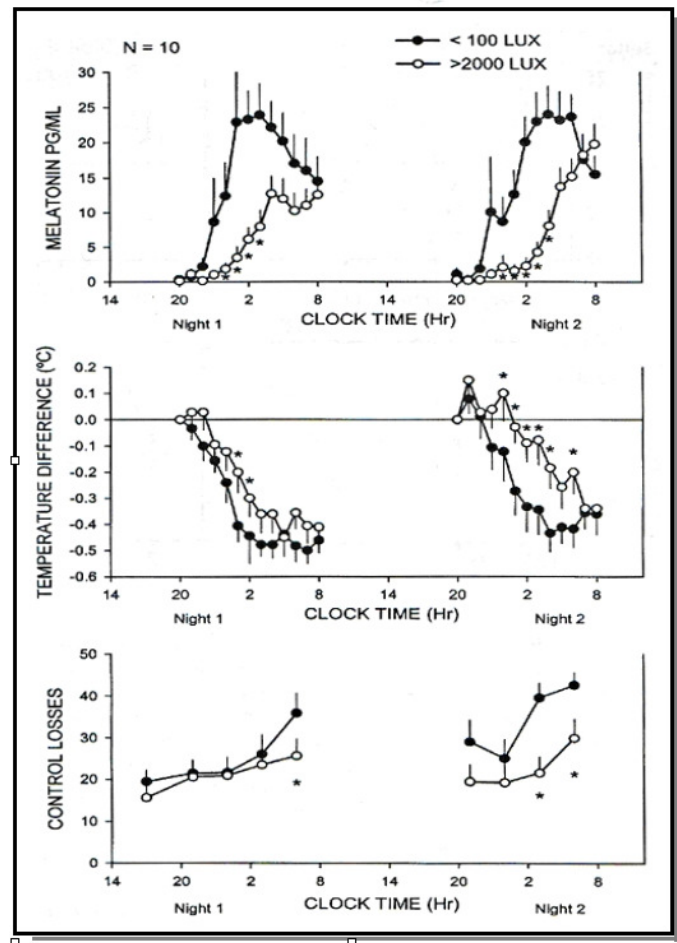 N = 10
< 100 LUX
>2000 LUX
MELATONIN PG/ML
30
25
20
15
10
5
0
* * * *
* * * * *
14 20 2 8 14 20 2 8
Night 1 CLOCK TIME (Hr) Night 2
TEMPERATURE DIFFERENCE (ºC)
0.2
0.1
0.0
-0.1
-0.2
-0.3
-0.4
-0.5
-0.6
* *
* * * * * *
14 20 2 8 14 20 2 8
Night 1 CLOCK TIME (Hr) Night 2
CONTROL LOSSES
50
40
30
20
10
0
* * *
14 20 2 8 14 20 2 8
Night 1 CLOCK TIME (Hr) Night 2